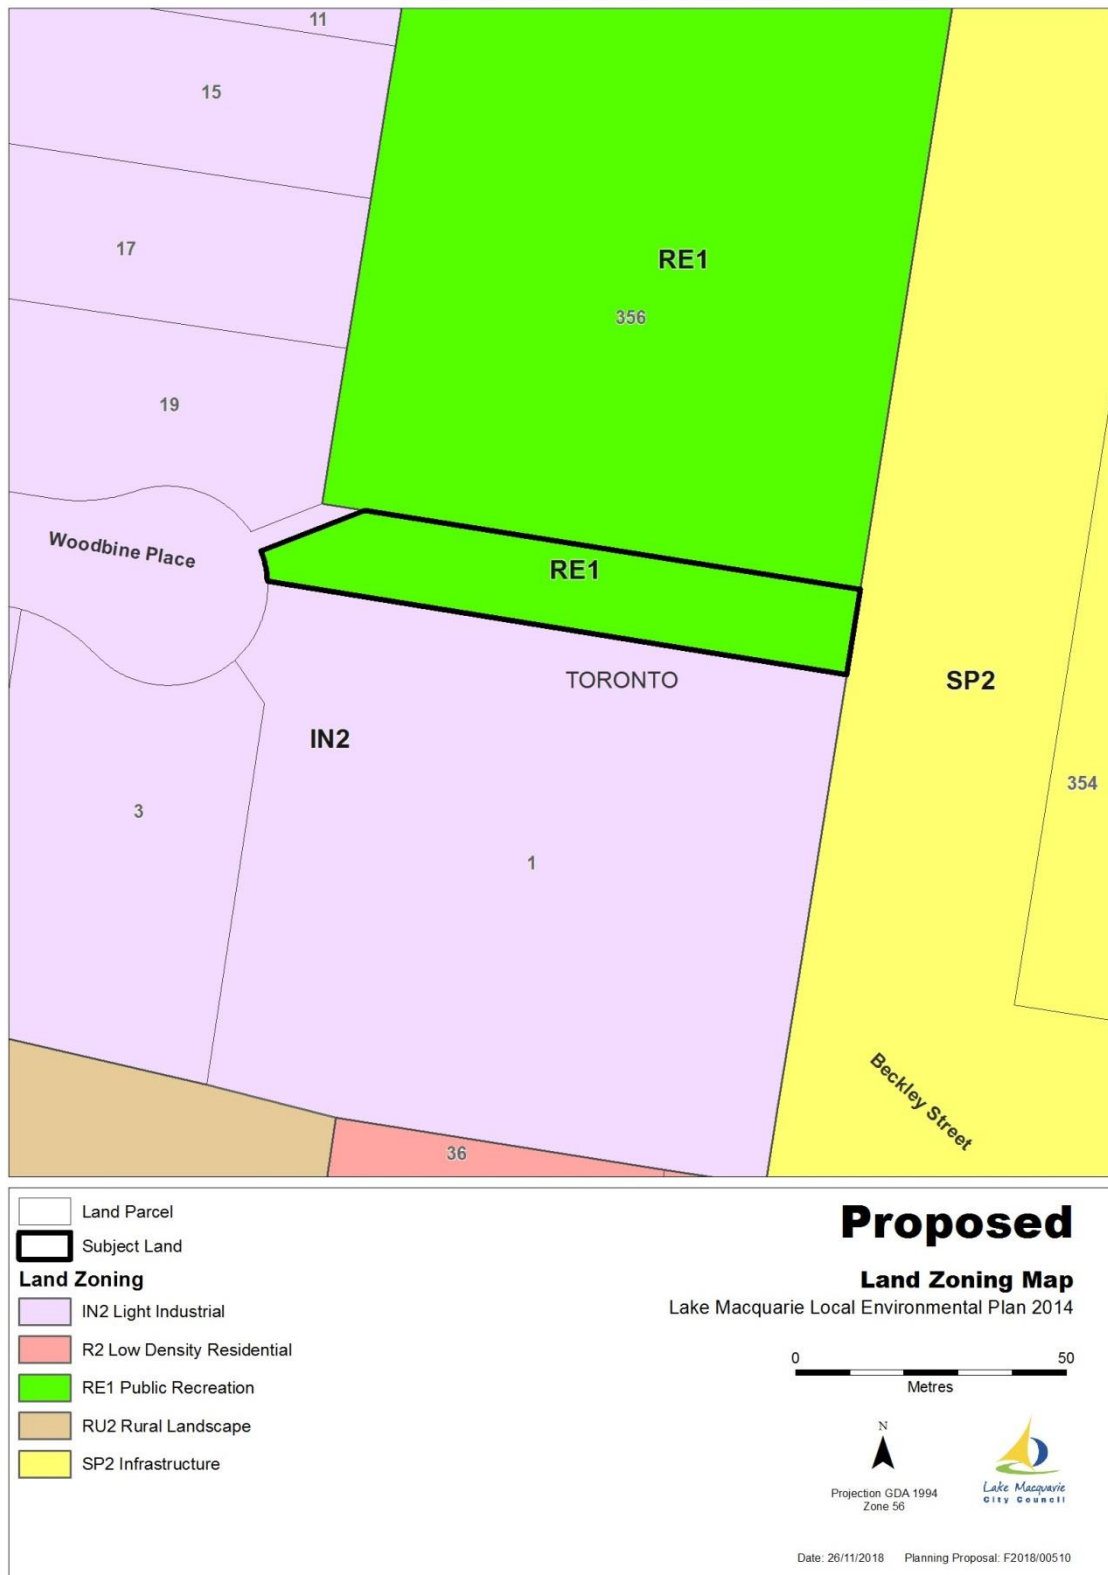 11
15
17
RE1
356
19
Woodbine Place
RE1
TORONTO
SP2
IN2
354
3
1
Beckley Street
36
Land Parcel
Subject Land
Land Zoning
IN2 Light Industrial
R2 Low Density Residential
RE1 Public Recreation
RU2 Rural Landscape
SP2 Infrastructure
Proposed
Land Zoning Map
Lake Macquarie Local Environmental Plan 2014
0 50
Metres
N
Projection GDA 1994
Zone 56
Lake Macquarie
City Council
Date: 26/11/2018 Planning Proposal: F2018/00510